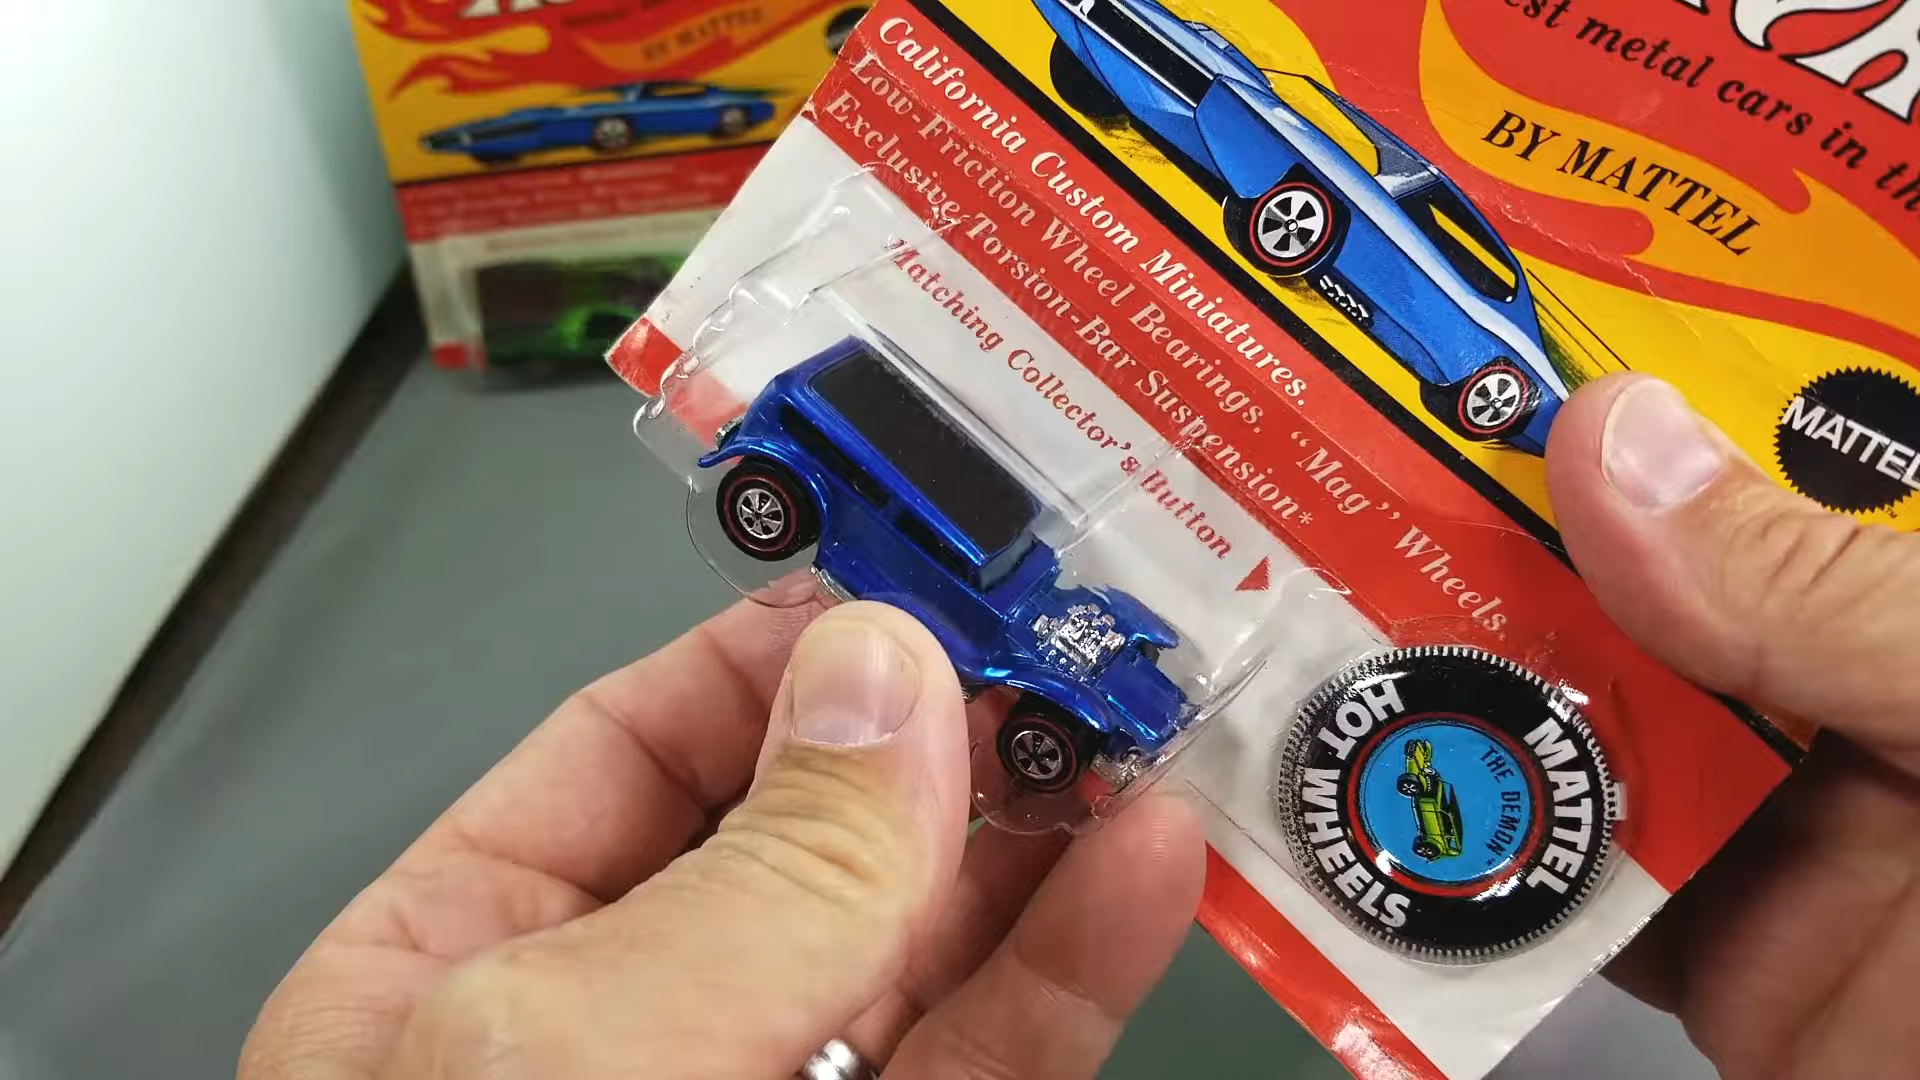 BY MATTEL
est metal cars in th
BY MATTEL
MATTEL
California Custom Miniatures.
Low-Friction Wheel Bearings. "Mag" Wheels.
Exclusive Torsion-Bar Suspension*
Matching Collector's Button
MATTEL
HOT WHEELS
THE DEMON